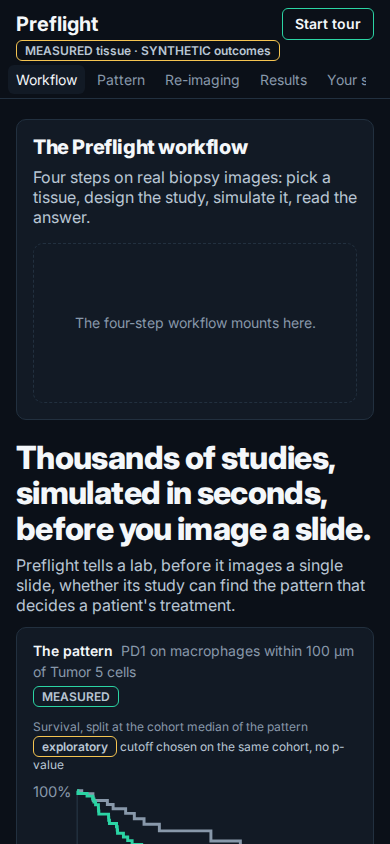 Preflight
Start tour
MEASURED tissue · SYNTHETIC outcomes
Workflow Pattern Re-imaging Results Your s
The Preflight workflow
Four steps on real biopsy images: pick a
tissue, design the study, simulate it, read the
answer.
The four-step workflow mounts here.
Thousands of studies,
simulated in seconds,
before you image a slide.
Preflight tells a lab, before it images a single
slide, whether its study can find the pattern that
decides a patient's treatment.
The pattern PD1 on macrophages within 100 µm
of Tumor 5 cells
MEASURED
Survival, split at the cohort median of the pattern
exploratory cutoff chosen on the same cohort, no p-
value
100%